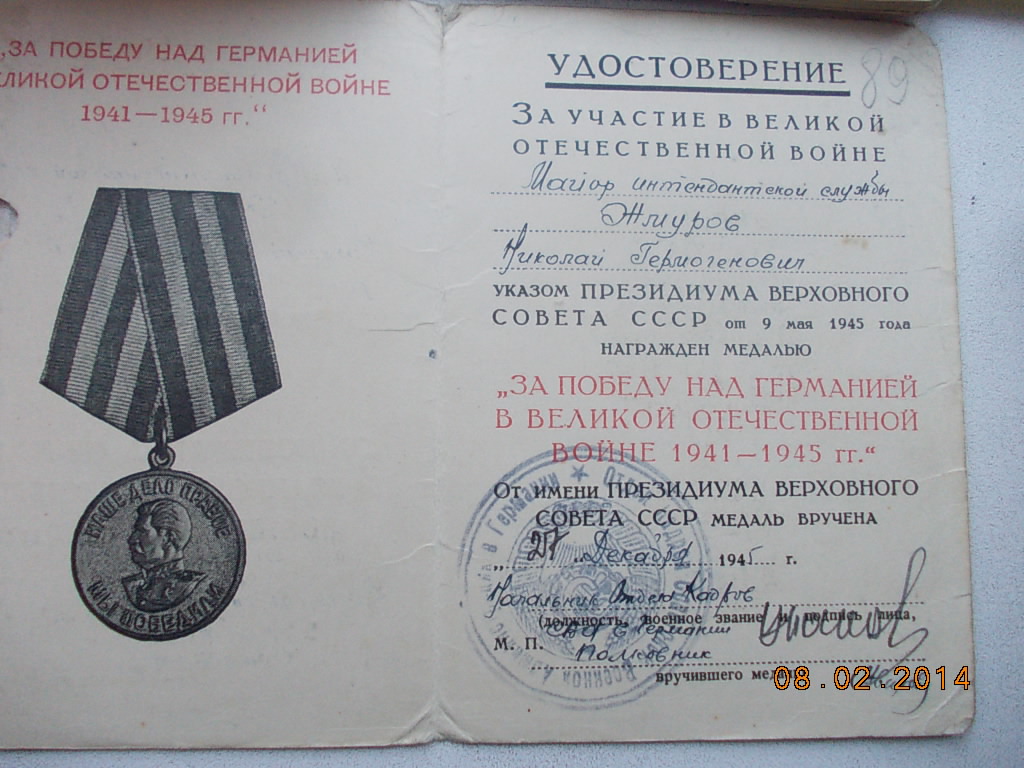 „ЗА ПОБЕДУ НАД ГЕРМАНИЕЙ
ЕЛИКОЙ ОТЕЧЕСТВЕННОЙ ВОЙНЕ
1941—1945 гг.“
НАШЕ ДЕЛО ПРАВОЕ
МЫ ПОБЕДИЛИ
УДОСТОВЕРЕНИЕ
89
ЗА УЧАСТИЕ В ВЕЛИКОЙ
ОТЕЧЕСТВЕННОЙ ВОЙНЕ
Майор интендантской службы
Жмуров
Николай Гермогенович
УКАЗОМ ПРЕЗИДИУМА ВЕРХОВНОГО
СОВЕТА СССР от 9 мая 1945 года
НАГРАЖДЕН МЕДАЛЬЮ
„ЗА ПОБЕДУ НАД ГЕРМАНИЕЙ
В ВЕЛИКОЙ ОТЕЧЕСТВЕННОЙ
ВОЙНЕ 1941—1945 гг.“
ОТ ИМЕНИ ПРЕЗИДИУМА ВЕРХОВНОГО
СОВЕТА СССР МЕДАЛЬ ВРУЧЕНА
„27„ Декабря 1945 г.
Начальник Отдела Кадров
(должность, военное звание и подпись лица,
в Германии
М. П. Полковник
вручившего медаль
08.02.2014